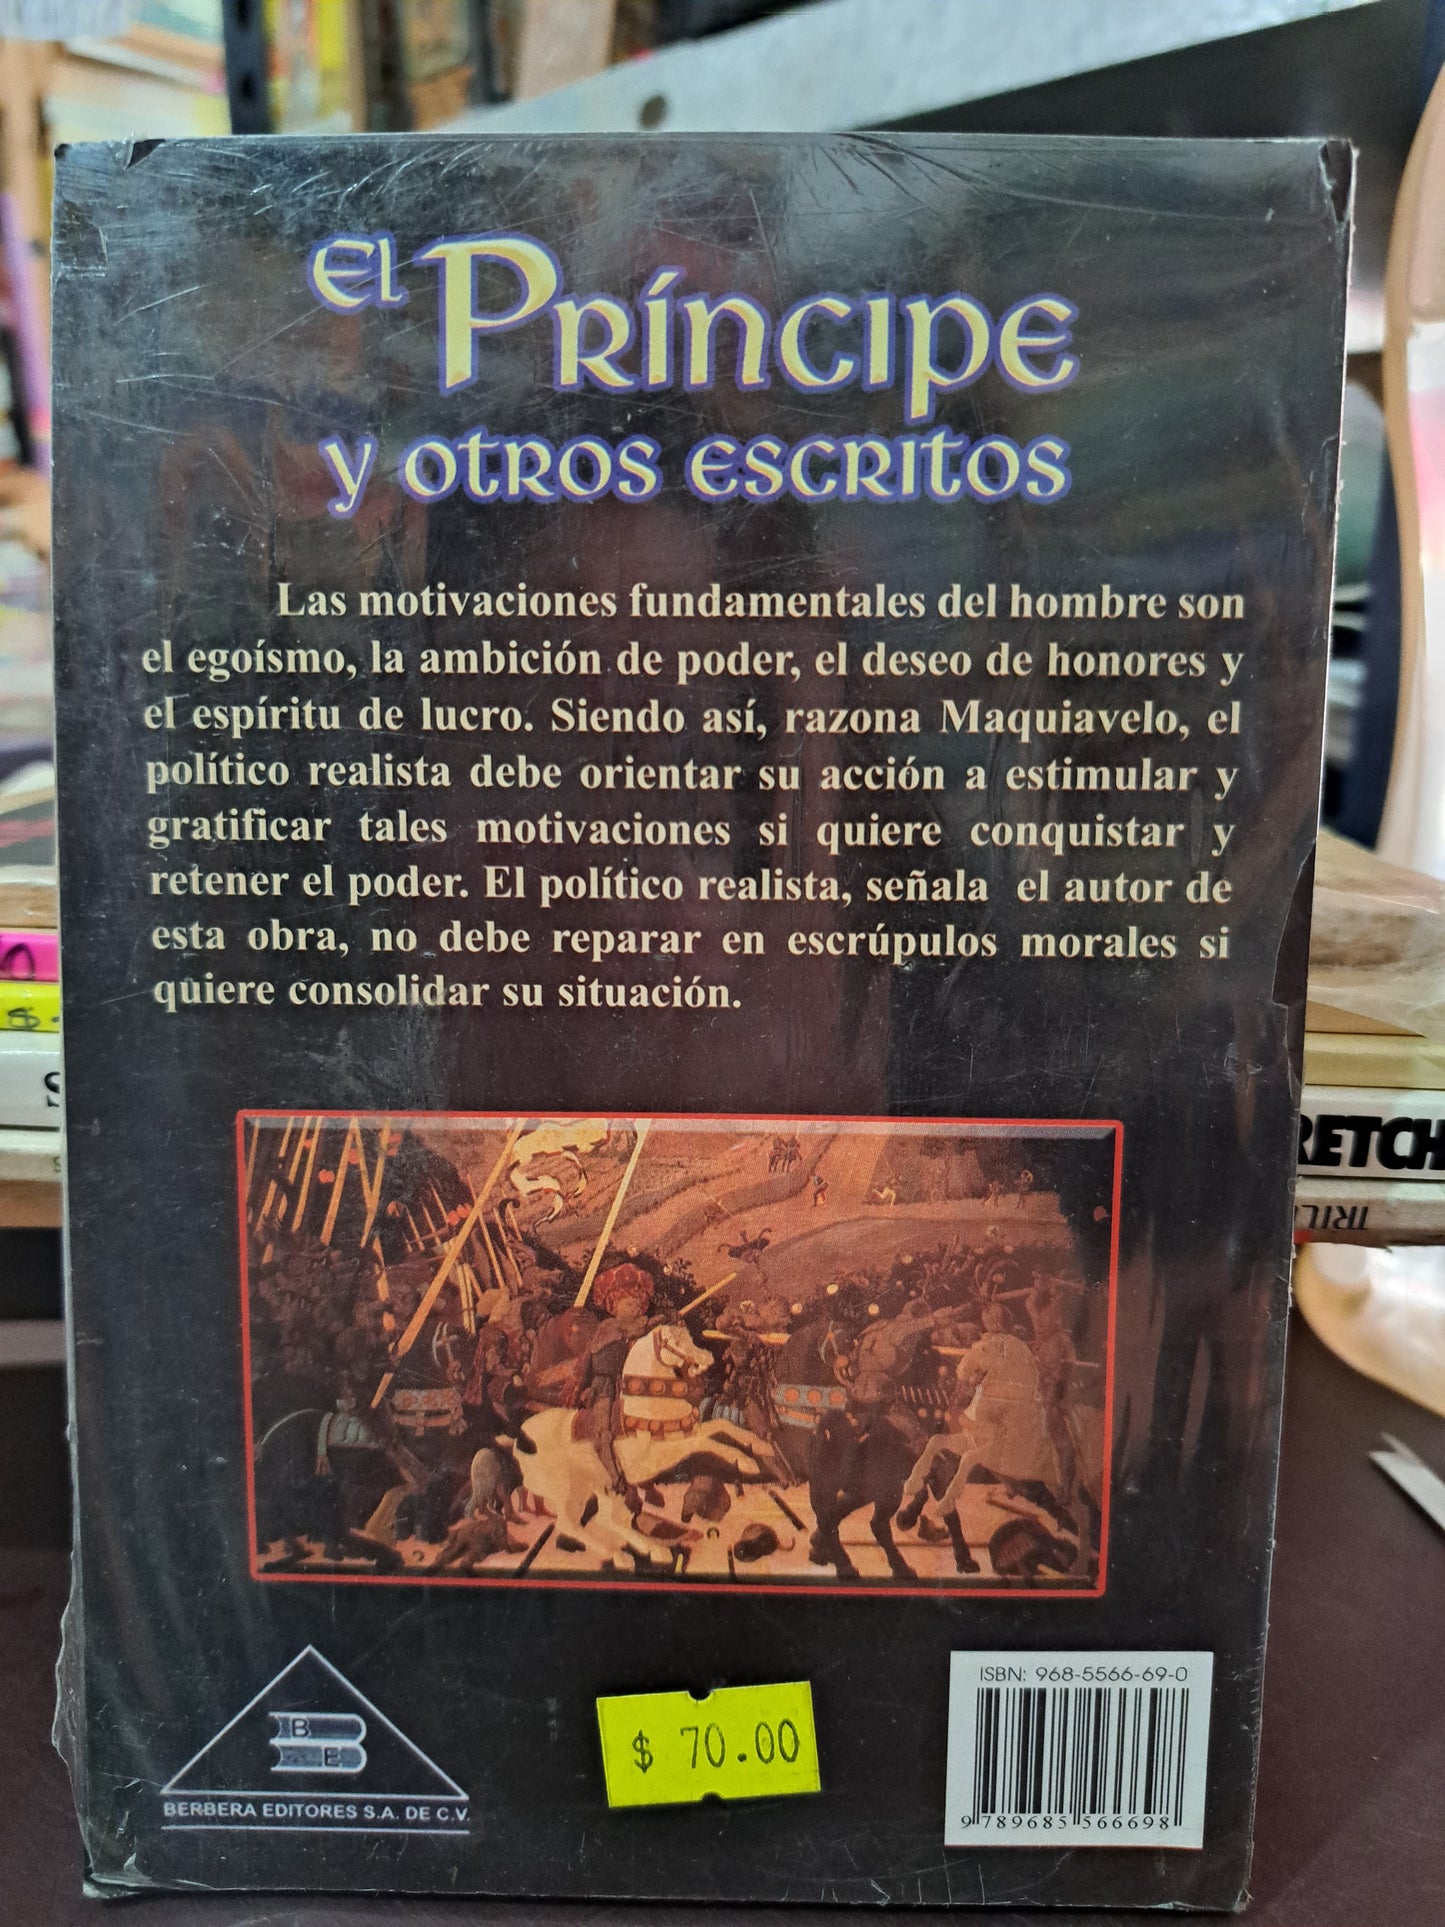 El Príncipe
y otros escritos
Las motivaciones fundamentales del hombre son
el egoísmo, la ambición de poder, el deseo de honores y
el espíritu de lucro. Siendo así, razona Maquiavelo, el
político realista debe orientar su acción a estimular y
gratificar tales motivaciones si quiere conquistar y
retener el poder. El político realista, señala el autor de
esta obra, no debe reparar en escrúpulos morales si
quiere consolidar su situación.
RETCH
TRIL
B
E
BERBERA EDITORES S.A. DE C.V.
$ 70.00
ISBN: 968-5566-69-0
9 789685 566698